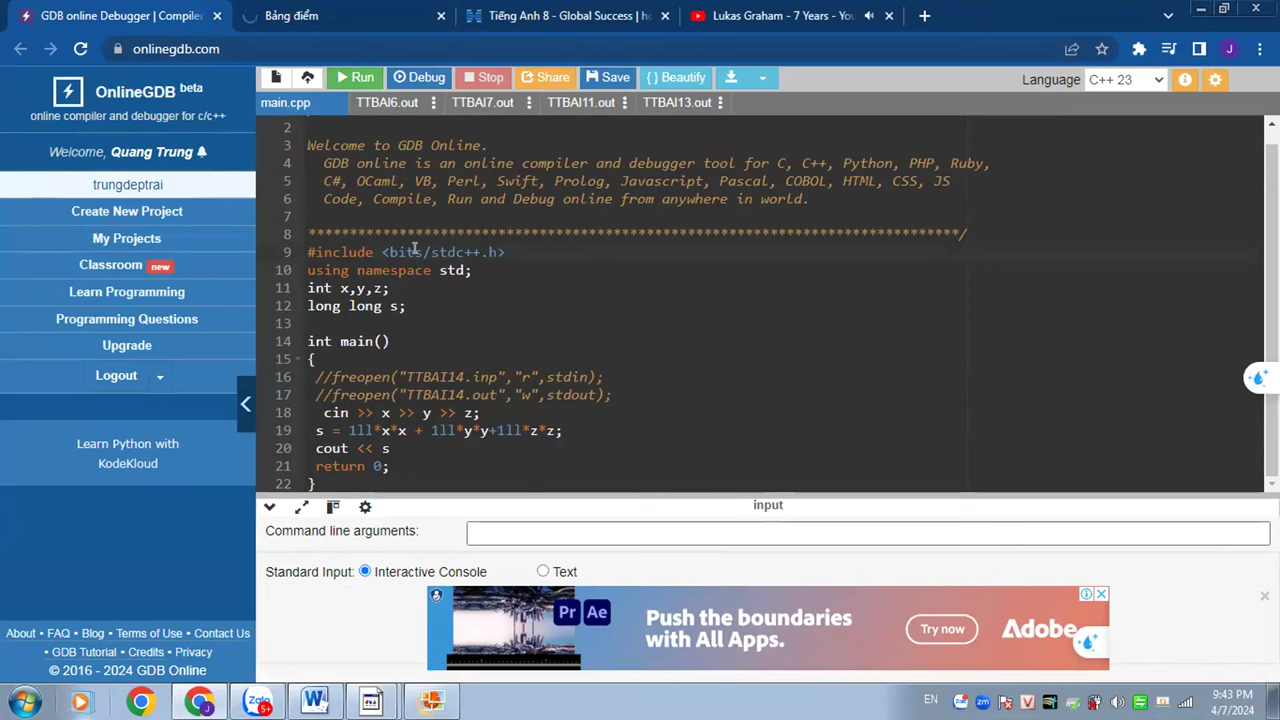 GDB online Debugger | Compiler
Bảng điểm
Tiếng Anh 8 - Global Success | ho
Lukas Graham - 7 Years - You
onlinegdb.com
OnlineGDB beta
online compiler and debugger for c/c++
Welcome, Quang Trung
trungdeptrai
Create New Project
My Projects
Classroom new
Learn Programming
Programming Questions
Upgrade
Logout
Learn Python with
KodeKloud
About • FAQ • Blog • Terms of Use • Contact Us
• GDB Tutorial • Credits • Privacy
© 2016 - 2024 GDB Online
Run
Debug
Stop
Share
Save
{ } Beautify
Language C++ 23
main.cpp
TTBAI6.out
TTBAI7.out
TTBAI11.out
TTBAI13.out
2
3 Welcome to GDB Online.
4 GDB online is an online compiler and debugger tool for C, C++, Python, PHP, Ruby,
5 C#, OCaml, VB, Perl, Swift, Prolog, Javascript, Pascal, COBOL, HTML, CSS, JS
6 Code, Compile, Run and Debug online from anywhere in world.
7
8 *******************************************************************************/
9 #include <bits/stdc++.h>
10 using namespace std;
11 int x,y,z;
12 long long s;
13
14 int main()
15 {
16 //freopen("TTBAI14.inp","r",stdin);
17 //freopen("TTBAI14.out","w",stdout);
18 cin >> x >> y >> z;
19 s = 1ll*x*x + 1ll*y*y+1ll*z*z;
20 cout << s
21 return 0;
22 }
input
Command line arguments:
Standard Input: Interactive Console Text
Pr Ae
Push the boundaries
with All Apps.
Try now
Adobe
EN
9:43 PM
4/7/2024